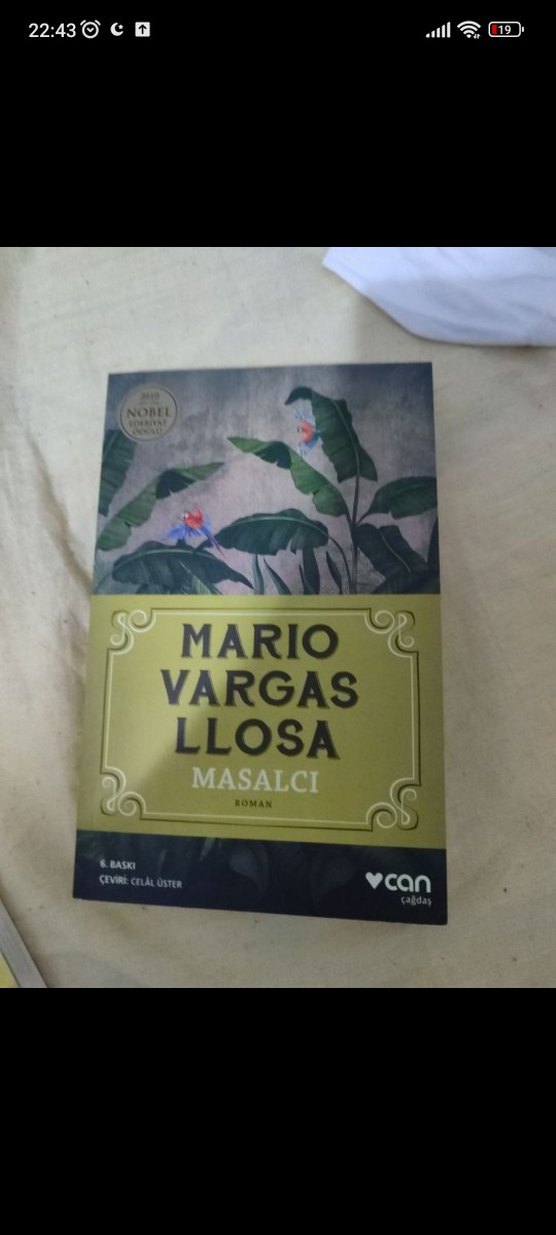 22:43
19
2010
NOBEL
EDEBİYAT
ÖDÜLÜ
MARIO
VARGAS
LLOSA
MASALCI
ROMAN
6. BASKI
ÇEVİRİ: CELÂL ÜSTER
can
çağdaş